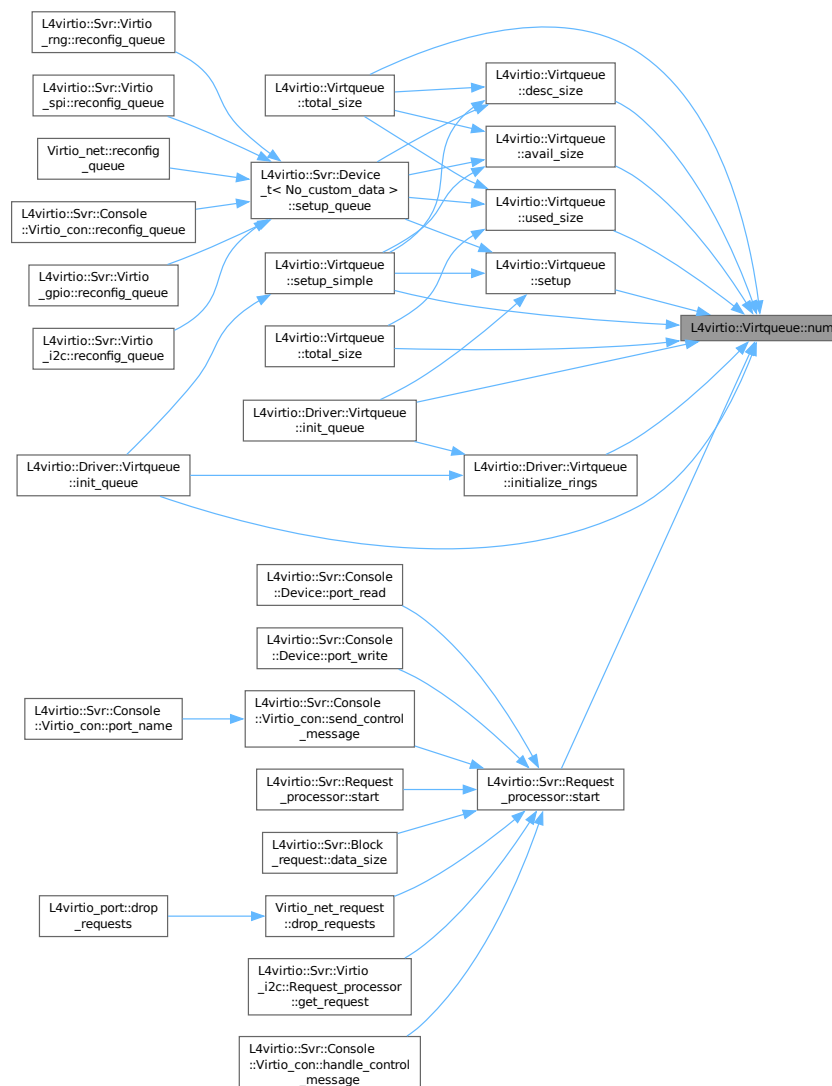 L4virtio::Svr::Virtio
_rng::reconfig_queue
L4virtio::Svr::Virtio
_spi::reconfig_queue
Virtio_net::reconfig
_queue
L4virtio::Svr::Console
::Virtio_con::reconfig_queue
L4virtio::Svr::Virtio
_gpio::reconfig_queue
L4virtio::Svr::Virtio
_i2c::reconfig_queue
L4virtio::Driver::Virtqueue
::init_queue
L4virtio::Virtqueue
::total_size
L4virtio::Svr::Device
_t< No_custom_data >
::setup_queue
L4virtio::Virtqueue
::setup_simple
L4virtio::Virtqueue
::total_size
L4virtio::Driver::Virtqueue
::init_queue
L4virtio::Virtqueue
::desc_size
L4virtio::Virtqueue
::avail_size
L4virtio::Virtqueue
::used_size
L4virtio::Virtqueue
::setup
L4virtio::Driver::Virtqueue
::initialize_rings
L4virtio::Virtqueue::num
L4virtio::Svr::Console
::Device::port_read
L4virtio::Svr::Console
::Device::port_write
L4virtio::Svr::Console
::Virtio_con::port_name
L4virtio::Svr::Console
::Virtio_con::send_control
_message
L4virtio::Svr::Request
_processor::start
L4virtio::Svr::Request
_processor::start
L4virtio::Svr::Block
_request::data_size
L4virtio_port::drop
_requests
Virtio_net_request
::drop_requests
L4virtio::Svr::Virtio
_i2c::Request_processor
::get_request
L4virtio::Svr::Console
::Virtio_con::handle_control
_message